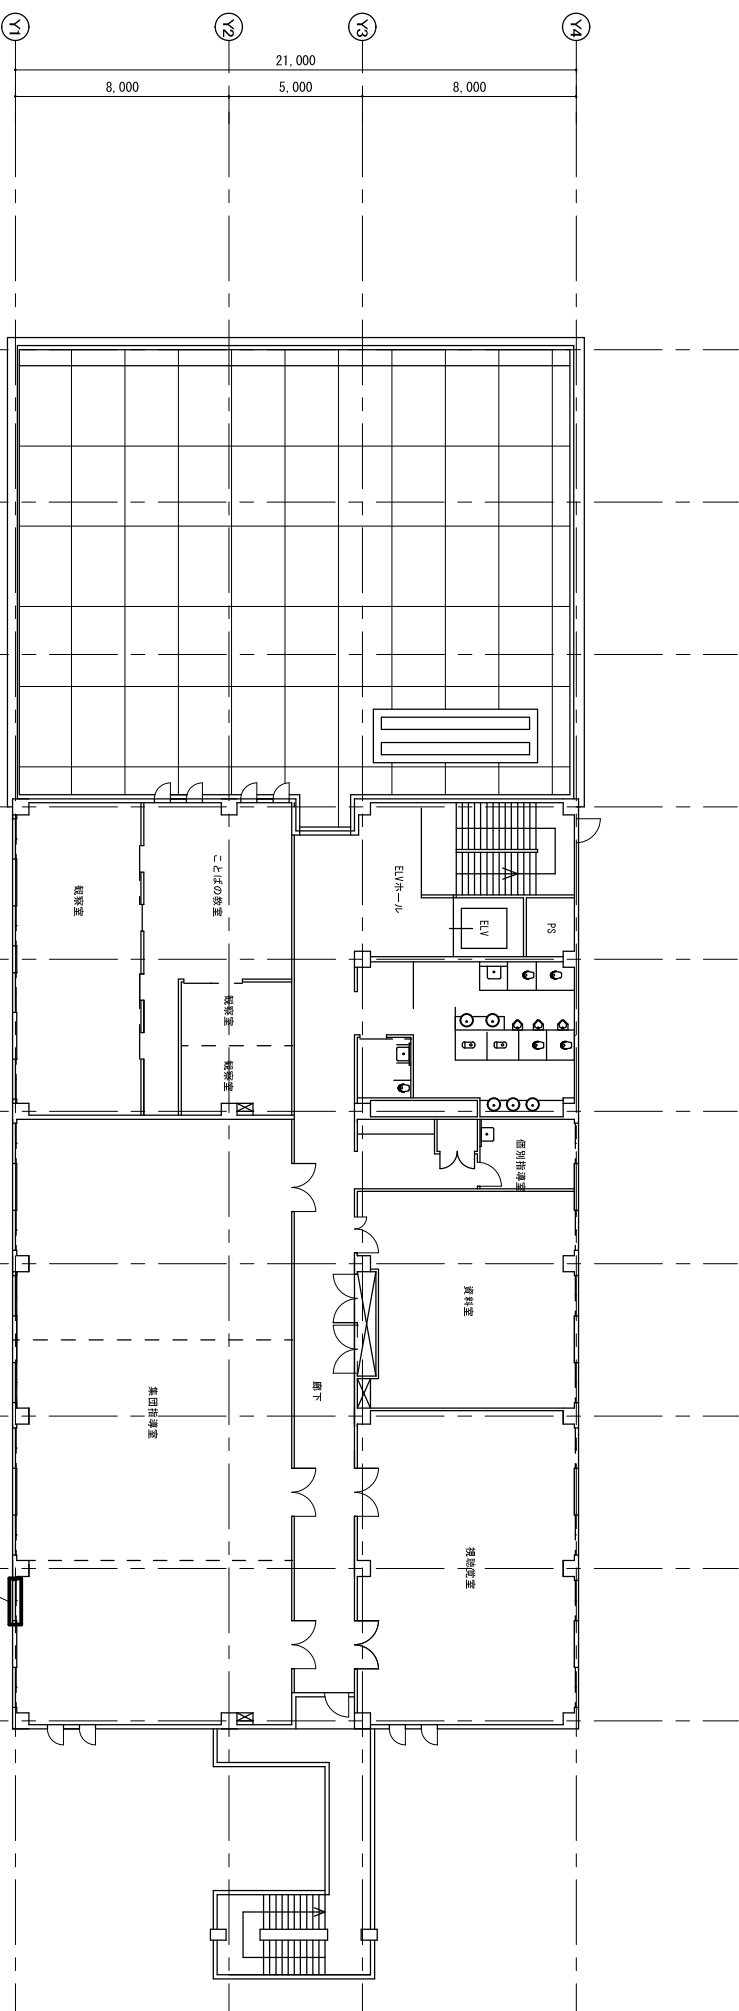 Y1
Y2
Y3
Y4
21,000
8,000
5,000
8,000
ELVホール
ELV
PS
ことばの教室
観察室
観察室
観察室
個別指導室
資料室
廊下
集団指導室
視聴覚室